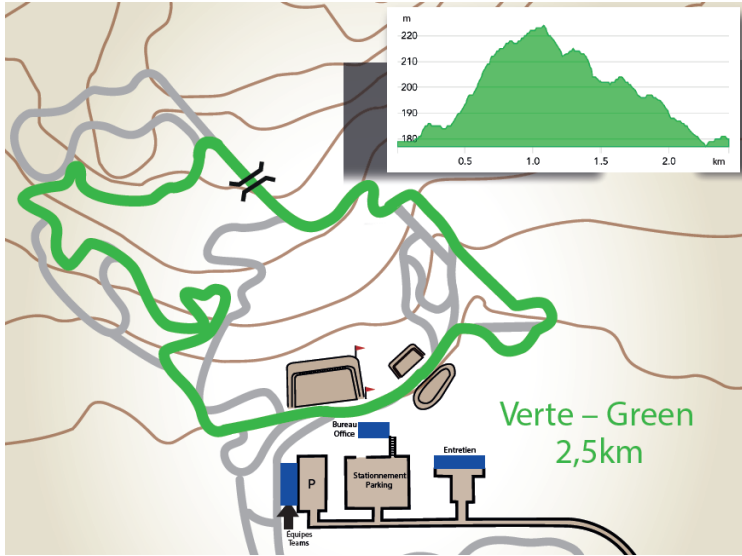 m
220
210
200
190
180
0.5
1.0
1.5
2.0
km
Verte – Green
2,5km
Bureau
Office
Entretien
P
Stationnement
Parking
Équipes
Teams